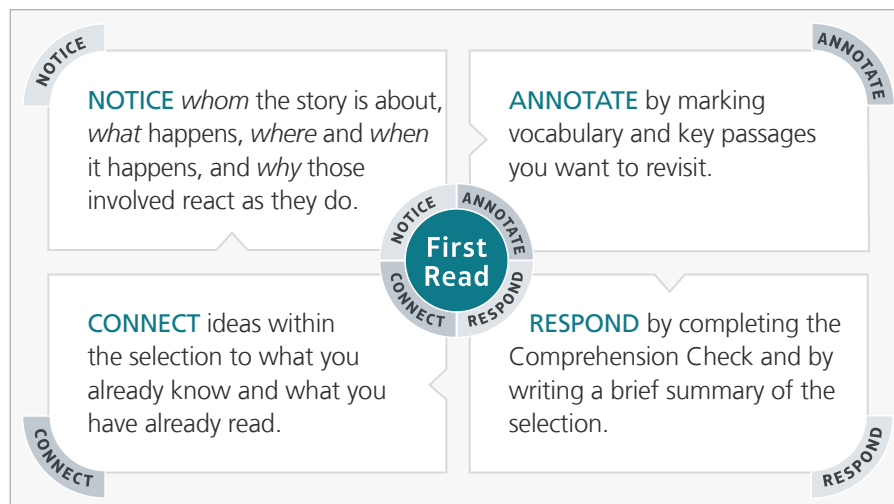 NOTICE
NOTICE whom the story is about,
what happens, where and when
it happens, and why those
involved react as they do.
ANNOTATE
ANNOTATE by marking
vocabulary and key passages
you want to revisit.
NOTICE
ANNOTATE
First
Read
CONNECT
RESPOND
CONNECT ideas within
the selection to what you
already know and what you
have already read.
CONNECT
RESPOND by completing the
Comprehension Check and by
writing a brief summary of the
selection.
RESPOND